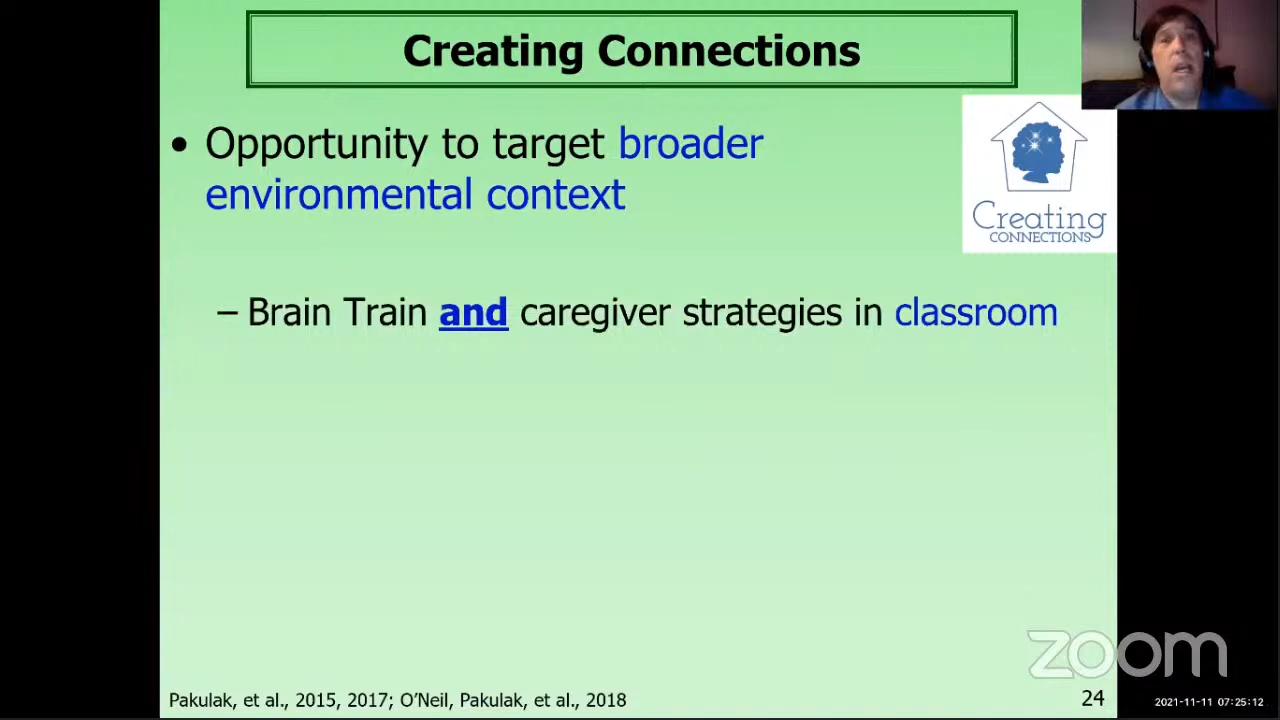 Creating Connections
• Opportunity to target broader
environmental context
– Brain Train and caregiver strategies in classroom
Creating
CONNECTIONS
Pakulak, et al., 2015, 2017; O'Neil, Pakulak, et al., 2018
24
zoom
2021-11-11 07:25:12